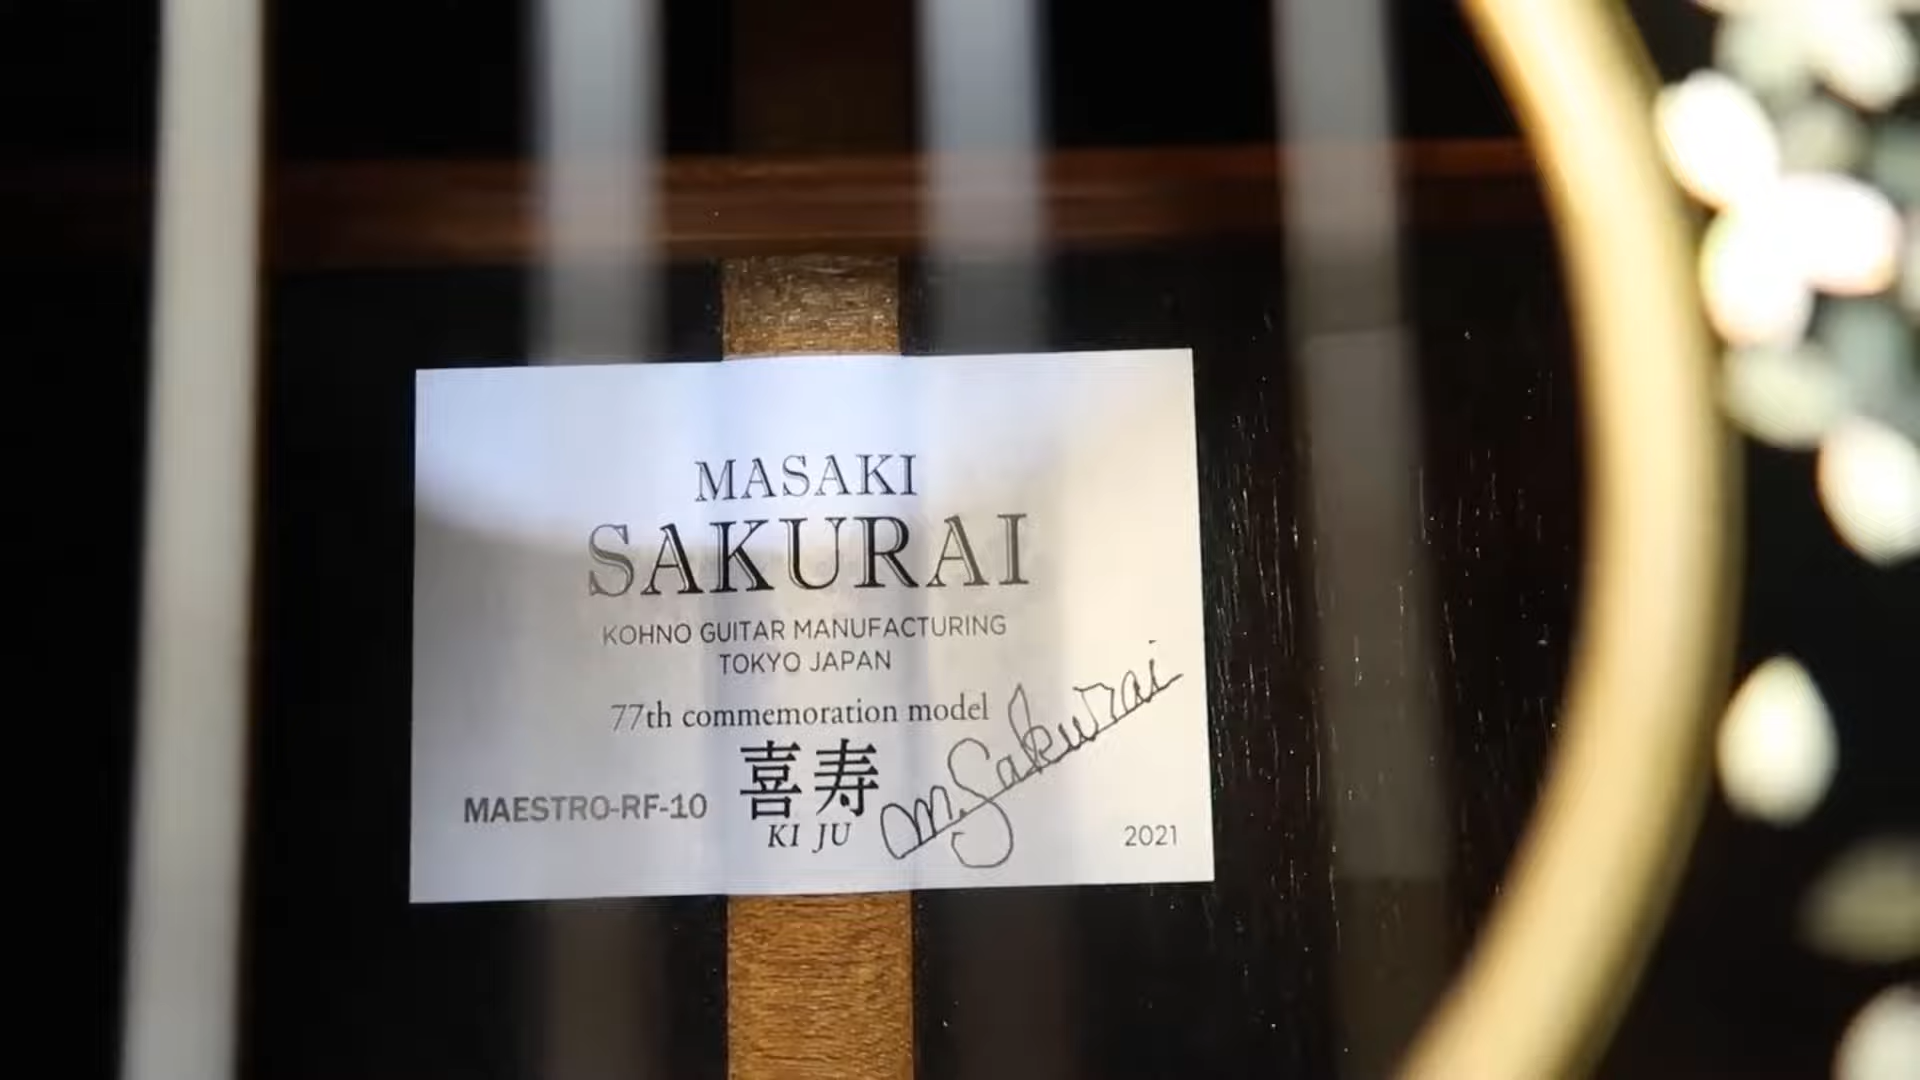 MASAKI
SAKURAI
KOHNO GUITAR MANUFACTURING
TOKYO JAPAN
77th commemoration model
喜寿
MAESTRO-RF-10
KI JU
M. Sakurai
2021